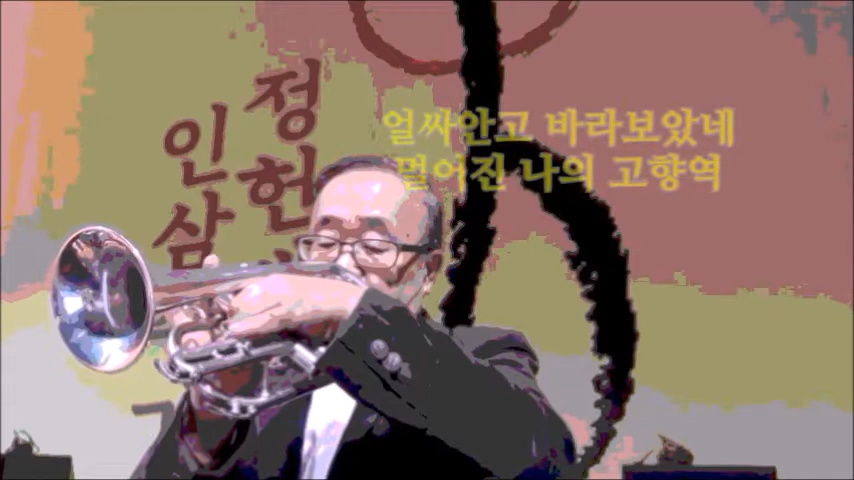 얼싸안고 바라보았네
멀어진 나의 고향역
정헌
인삼